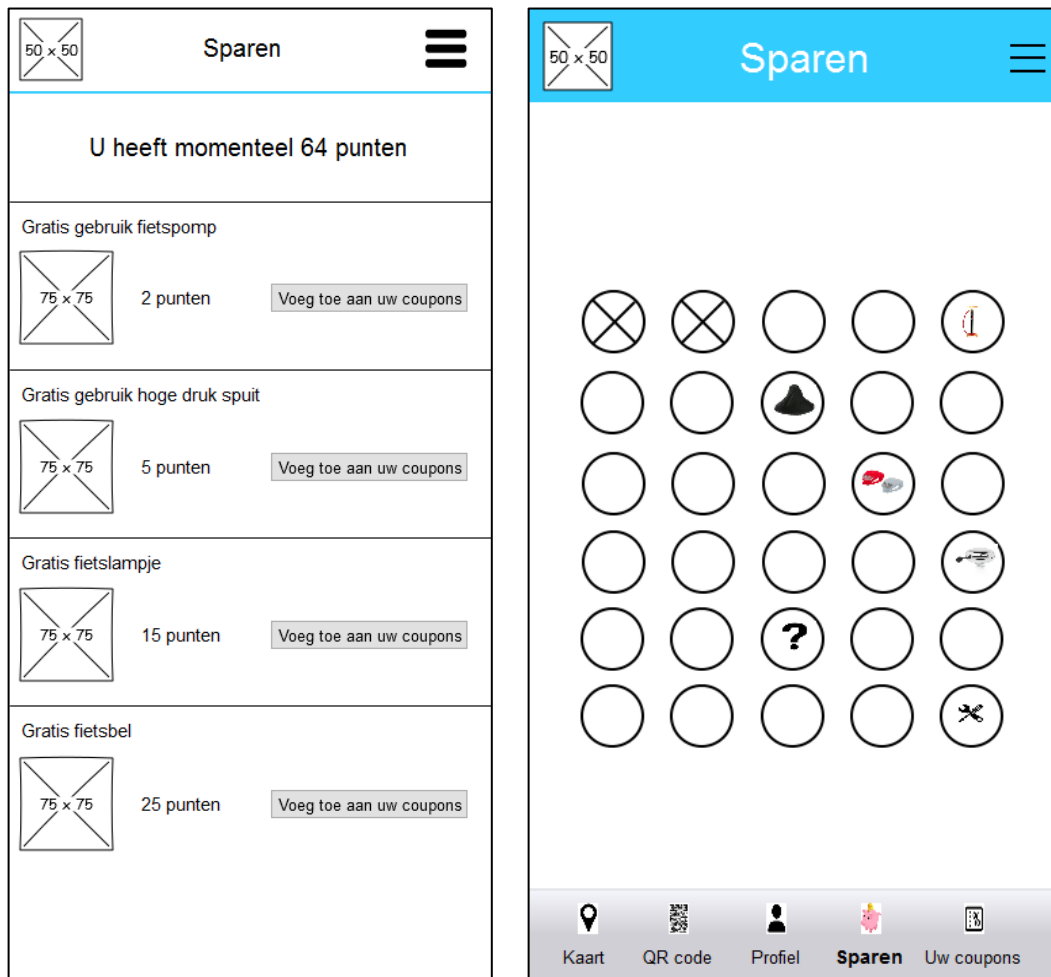 50 x 50
Sparen
U heeft momenteel 64 punten
Gratis gebruik fietspomp
75 x 75
2 punten
Voeg toe aan uw coupons
Gratis gebruik hoge druk spuit
75 x 75
5 punten
Voeg toe aan uw coupons
Gratis fietslampje
75 x 75
15 punten
Voeg toe aan uw coupons
Gratis fietsbel
75 x 75
25 punten
Voeg toe aan uw coupons
50 x 50
Sparen
?
Kaart
QR code
Profiel
Sparen
Uw coupons